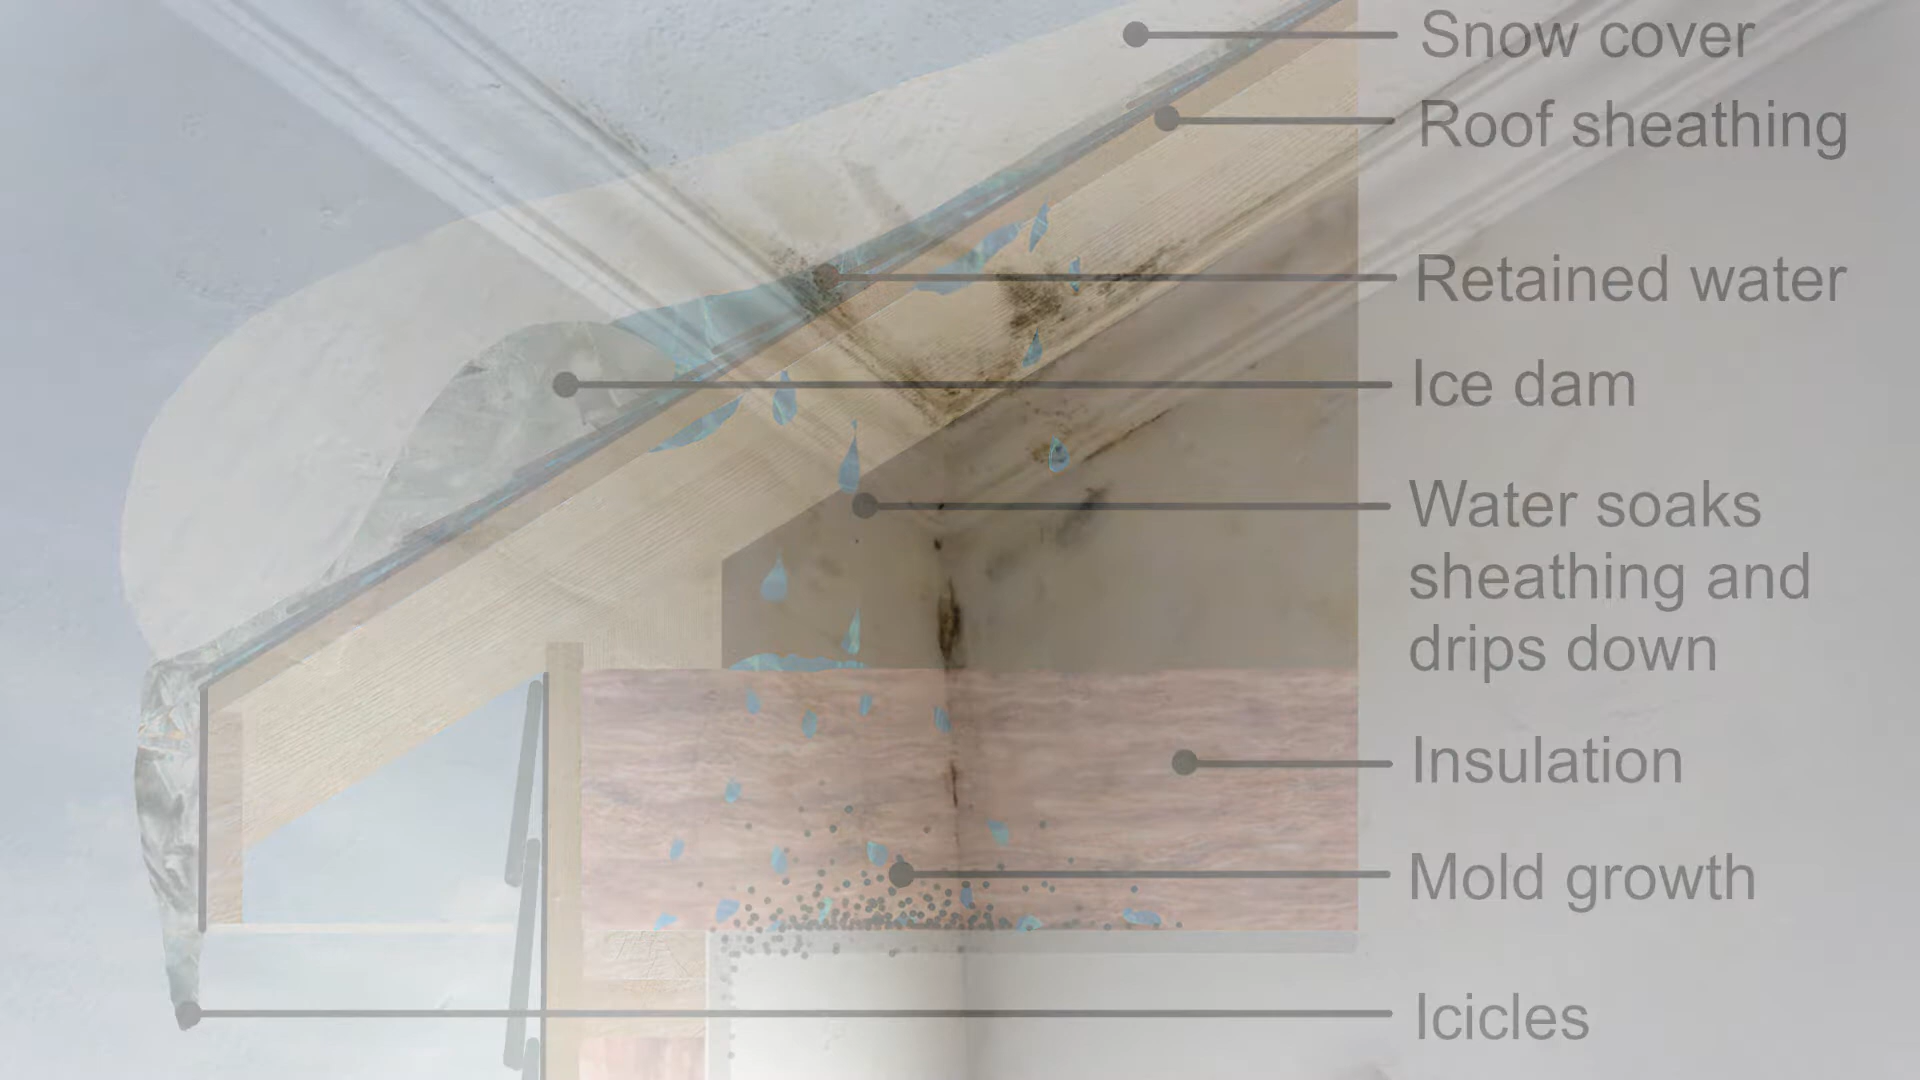 Snow cover
Roof sheathing
Retained water
Ice dam
Water soaks
sheathing and
drips down
Insulation
Mold growth
Icicles